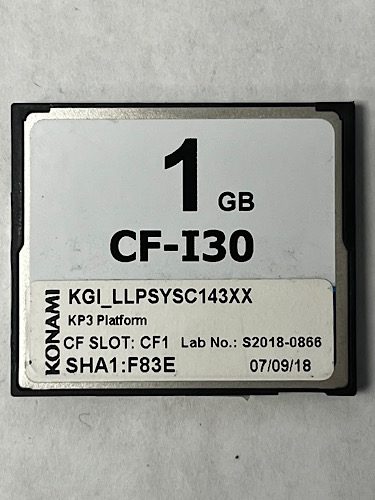 1 GB
CF-I30
KONAMI
KGI_LLPSYSC143XX
KP3 Platform
CF SLOT: CF1 Lab No.: S2018-0866
SHA1:F83E 07/09/18